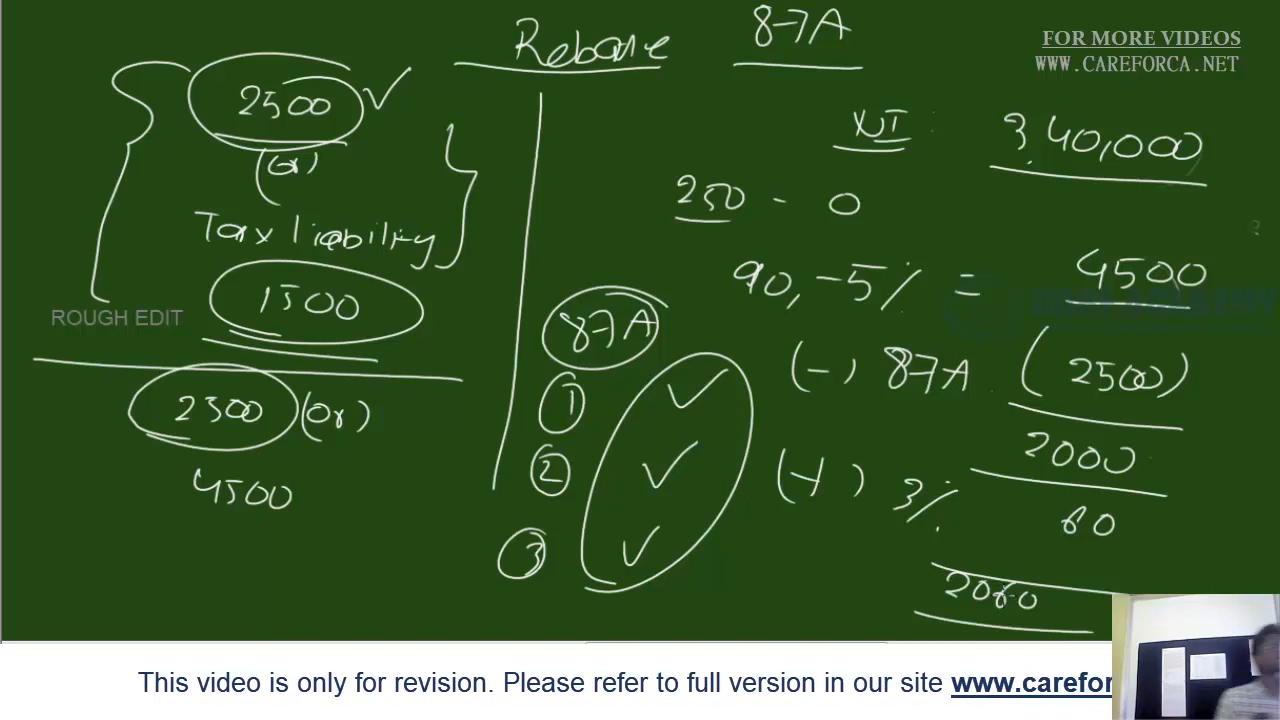 Rebate 87A
FOR MORE VIDEOS
WWW.CAREFORCA.NET
2500
(or)
Tax liability
1500
ROUGH EDIT
2500 (or)
4500
87A
1
2
3
NI : 3,40,000
250 - 0
90, - 5% = 4500
(-) 87A (2500)
2000
(+) 3% 60
2060
This video is only for revision. Please refer to full version in our site www.carefor